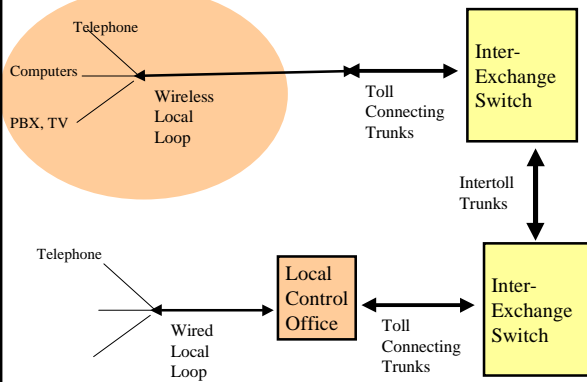 Telephone
Computers
PBX, TV
Wireless
Local
Loop
Toll
Connecting
Trunks
Inter-
Exchange
Switch
Intertoll
Trunks
Telephone
Wired
Local
Loop
Local
Control
Office
Toll
Connecting
Trunks
Inter-
Exchange
Switch